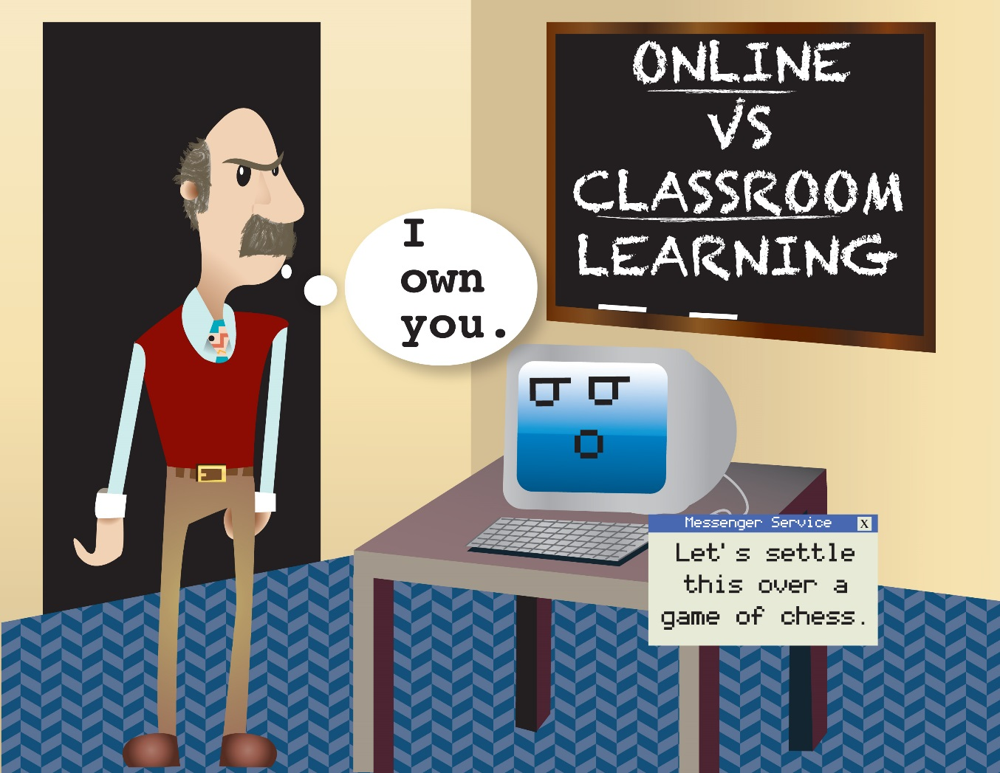 ONLINE
VS
CLASSROOM
LEARNING
I
own
you.
Messenger Service X
Let's settle
this over a
game of chess.